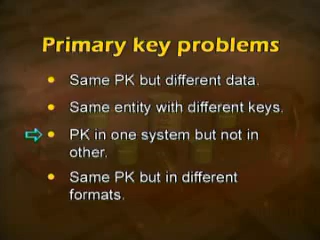 Primary key problems
• Same PK but different data.
• Same entity with different keys.
• PK in one system but not in
other.
• Same PK but in different
formats.